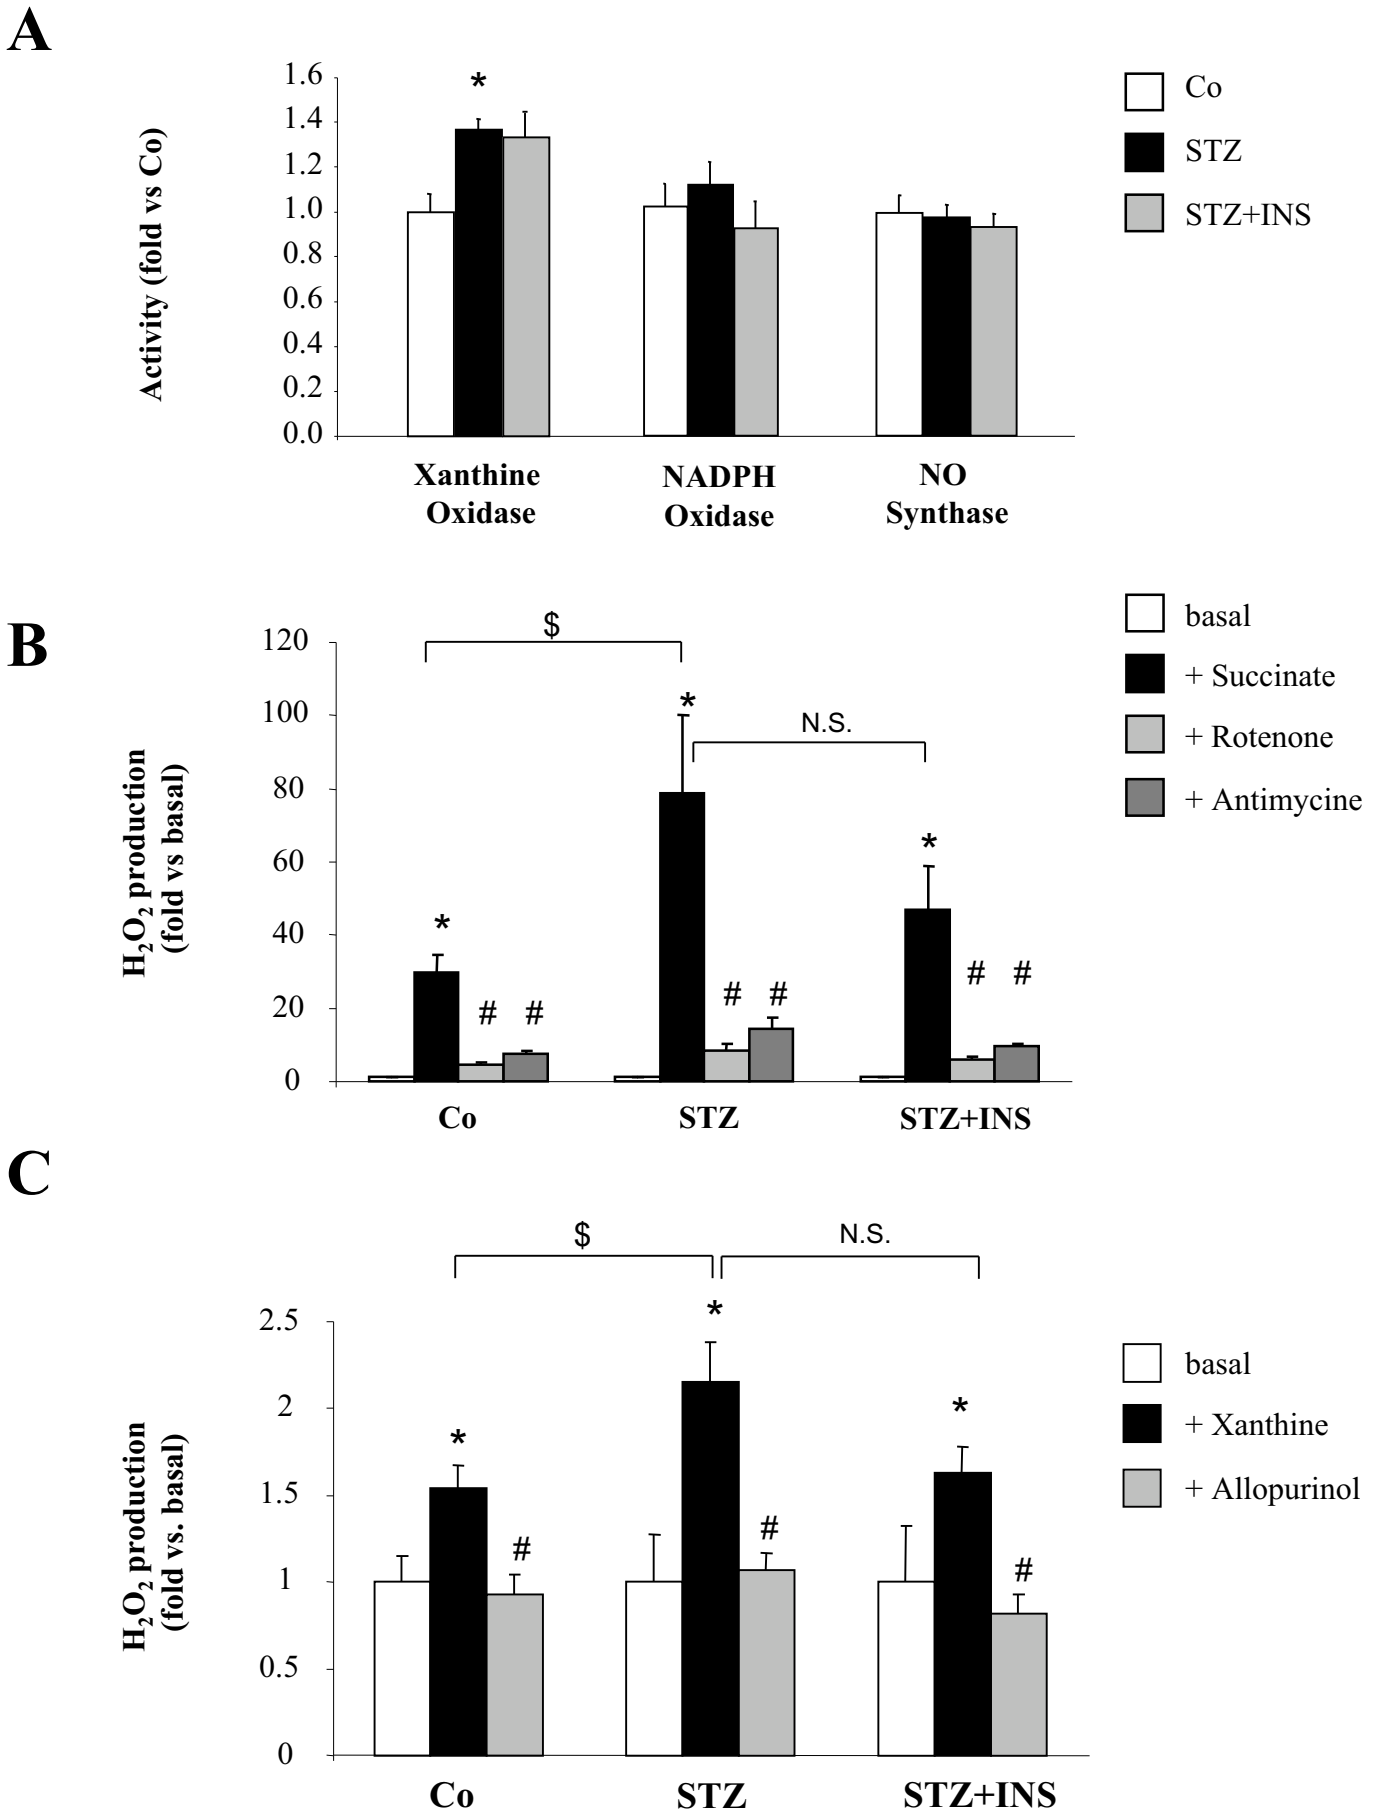 A
1.6
1.4
1.2
1.0
0.8
0.6
0.4
0.2
0.0
Activity (fold vs Co)
*
Xanthine
Oxidase
NADPH
Oxidase
NO
Synthase
Co
STZ
STZ+INS
B
120
100
80
60
40
20
0
H₂O₂ production
(fold vs basal)
$
N.S.
*
*
*
# #
# #
# #
Co
STZ
STZ+INS
basal
+ Succinate
+ Rotenone
+ Antimycine
C
2.5
2
1.5
1
0.5
0
H₂O₂ production
(fold vs. basal)
$
N.S.
*
*
*
#
#
#
Co
STZ
STZ+INS
basal
+ Xanthine
+ Allopurinol